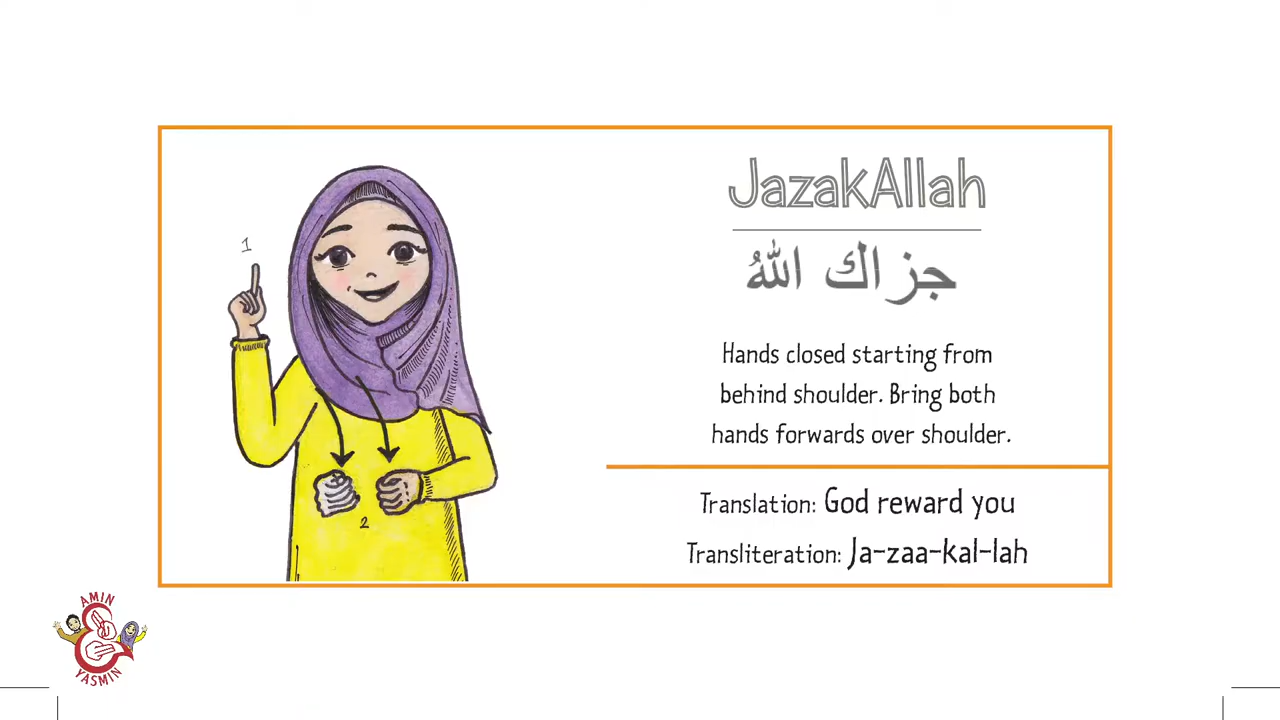 JazakAllah
جزاك اللهُ
1
Hands closed starting from
behind shoulder. Bring both
hands forwards over shoulder.
2
Translation: God reward you
Transliteration: Ja-zaa-kal-lah
AMIN
&
YASMIN